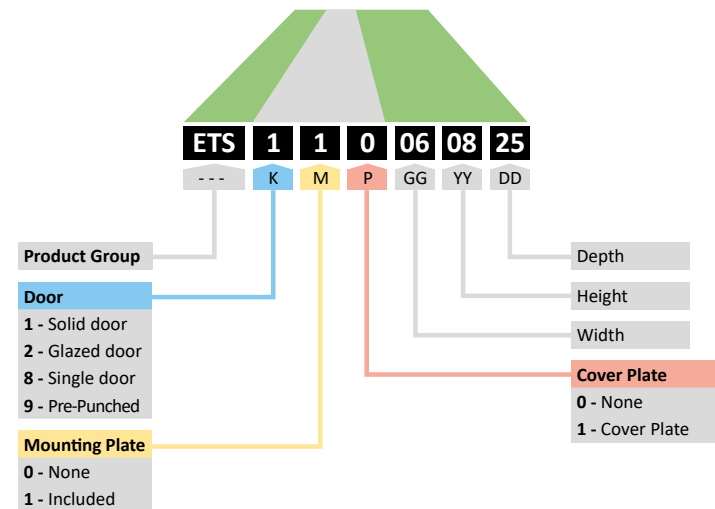 ETS 1 1 0 06 08 25
--- K M P GG YY DD
Product Group
Door
1 - Solid door
2 - Glazed door
8 - Single door
9 - Pre-Punched
Mounting Plate
0 - None
1 - Included
Depth
Height
Width
Cover Plate
0 - None
1 - Cover Plate